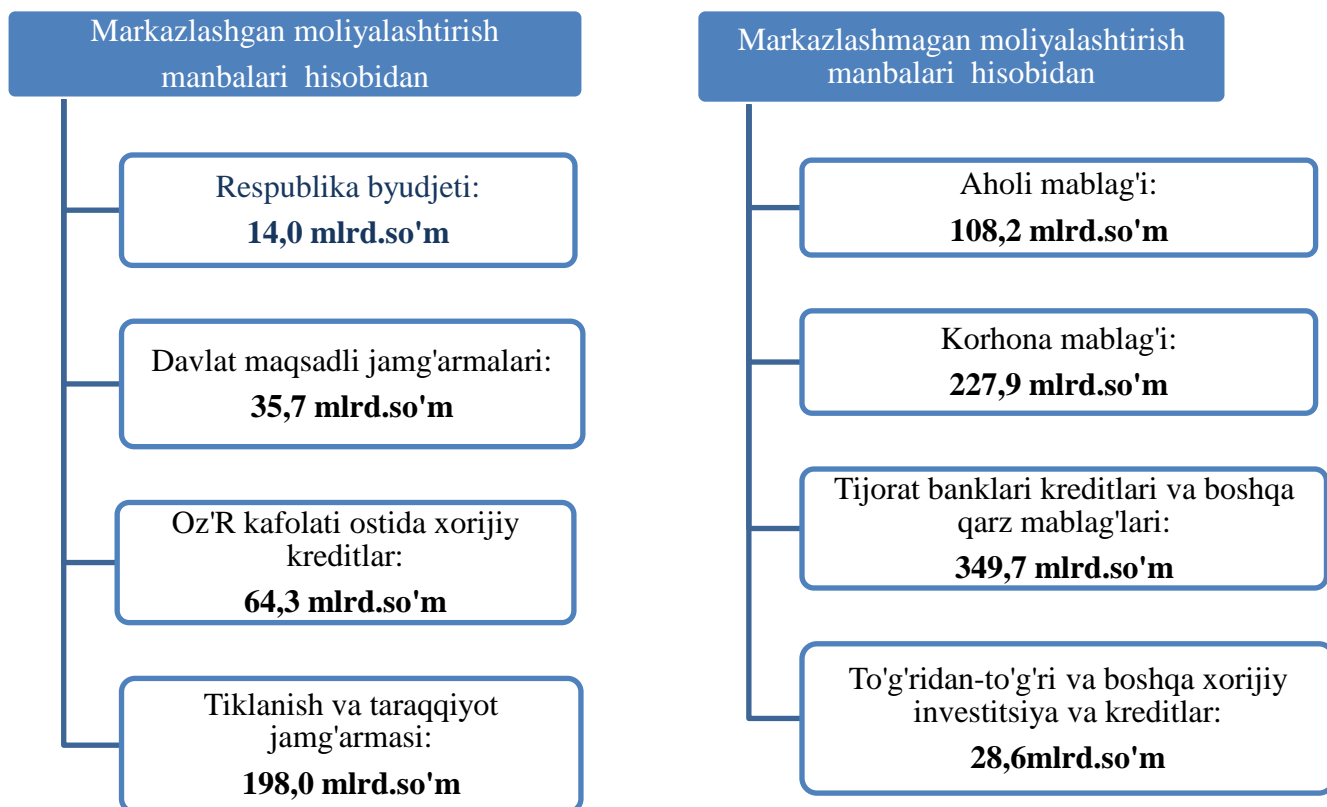 Markazlashgan moliyalashtirish
manbalari hisobidan
Respublika byudjeti:
14,0 mlrd.so'm
Davlat maqsadli jamg'armalari:
35,7 mlrd.so'm
Oz'R kafolati ostida xorijiy
kreditlar:
64,3 mlrd.so'm
Tiklanish va taraqqiyot
jamg'armasi:
198,0 mlrd.so'm
Markazlashmagan moliyalashtirish
manbalari hisobidan
Aholi mablag'i:
108,2 mlrd.so'm
Korhona mablag'i:
227,9 mlrd.so'm
Tijorat banklari kreditlari va boshqa
qarz mablag'lari:
349,7 mlrd.so'm
To'g'ridan-to'g'ri va boshqa xorijiy
investitsiya va kreditlar:
28,6mlrd.so'm